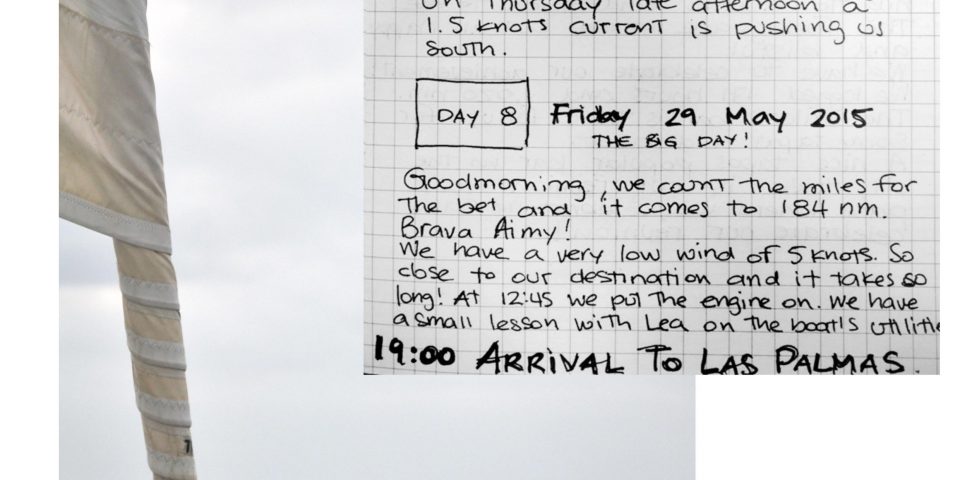 On Thursday late afternoon a
1.5 knots current is pushing us
South.
DAY 8
Friday 29 May 2015
THE BIG DAY!
Goodmorning, we count the miles for
The bet and it comes to 184 nm.
Brava Aimy!
We have a very low wind of 5 knots. So
close to our destination and it takes so
long! At 12:45 we put the engine on. We have
a small lesson with Lea on the boat's
19:00 ARRIVAL TO LAS PALMAS.
7